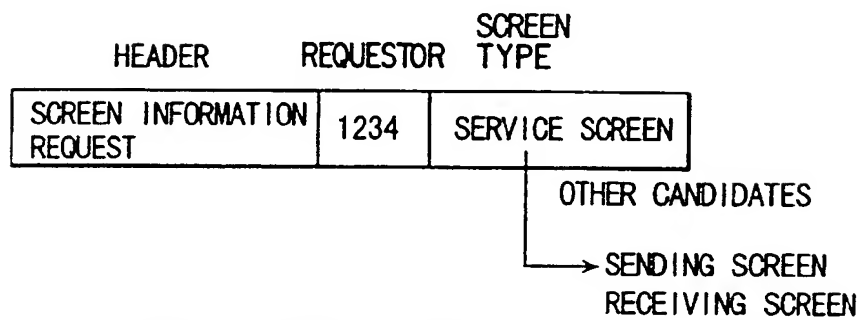 HEADER REQUESTOR SCREEN TYPE
SCREEN INFORMATION REQUEST
1234
SERVICE SCREEN
OTHER CANDIDATES
SENDING SCREEN
RECEIVING SCREEN